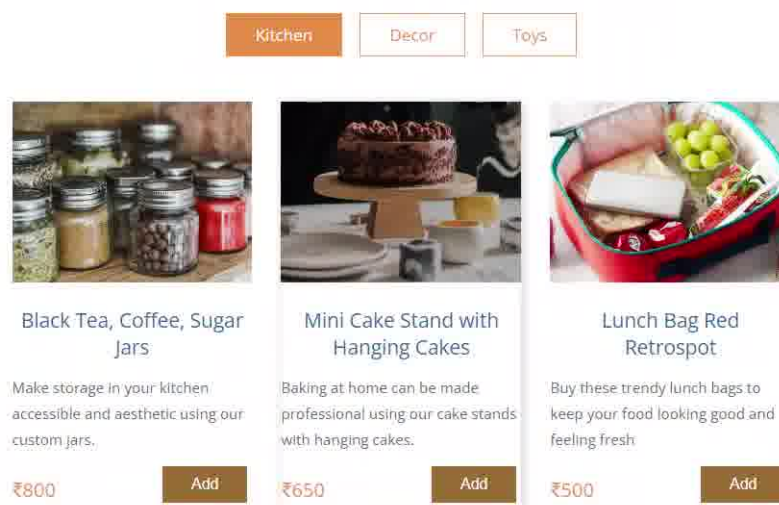 Kitchen Decor Toys
Black Tea, Coffee, Sugar
Jars
Make storage in your kitchen
accessible and aesthetic using our
custom jars.
₹800 Add
Mini Cake Stand with
Hanging Cakes
Baking at home can be made
professional using our cake stands
with hanging cakes.
₹650 Add
Lunch Bag Red
Retrospot
Buy these trendy lunch bags to
keep your food looking good and
feeling fresh
₹500 Add